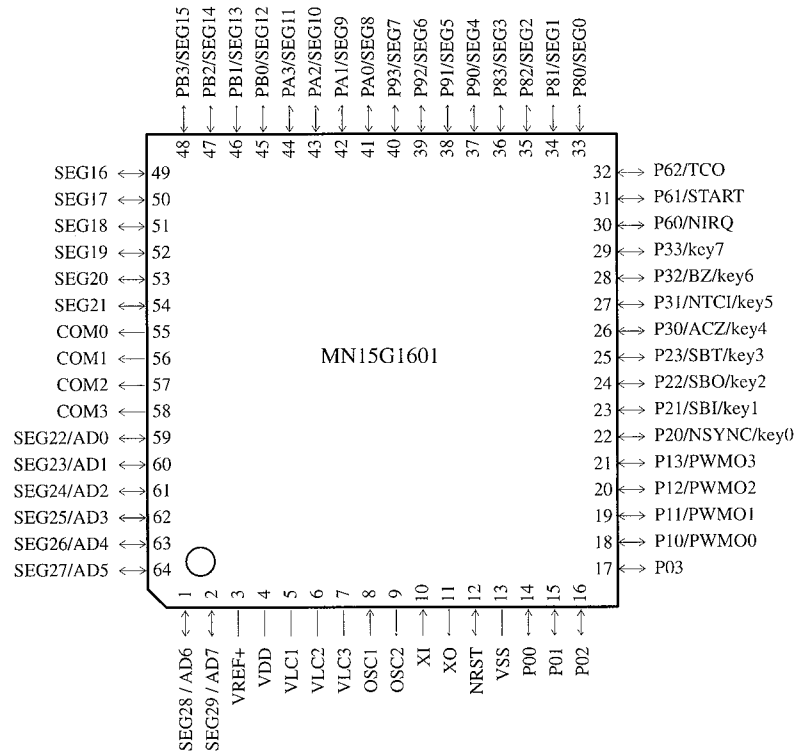 PB3/SEG15
PB2/SEG14
PB1/SEG13
PB0/SEG12
PA3/SEG11
PA2/SEG10
PA1/SEG9
PA0/SEG8
P93/SEG7
P92/SEG6
P91/SEG5
P90/SEG4
P83/SEG3
P82/SEG2
P81/SEG1
P80/SEG0
48 47 46 45 44 43 42 41 40 39 38 37 36 35 34 33
SEG16 49
SEG17 50
SEG18 51
SEG19 52
SEG20 53
SEG21 54
COM0 55
COM1 56
COM2 57
COM3 58
SEG22/AD0 59
SEG23/AD1 60
SEG24/AD2 61
SEG25/AD3 62
SEG26/AD4 63
SEG27/AD5 64
MN15G1601
32 P62/TCO
31 P61/START
30 P60/NIRQ
29 P33/key7
28 P32/BZ/key6
27 P31/NTCI/key5
26 P30/ACZ/key4
25 P23/SBT/key3
24 P22/SBO/key2
23 P21/SBI/key1
22 P20/NSYNC/key0
21 P13/PWMO3
20 P12/PWMO2
19 P11/PWMO1
18 P10/PWMO0
17 P03
1 2 3 4 5 6 7 8 9 10 11 12 13 14 15 16
SEG28 / AD6
SEG29 / AD7
VREF+
VDD
VLC1
VLC2
VLC3
OSC1
OSC2
XI
XO
NRST
VSS
P00
P01
P02